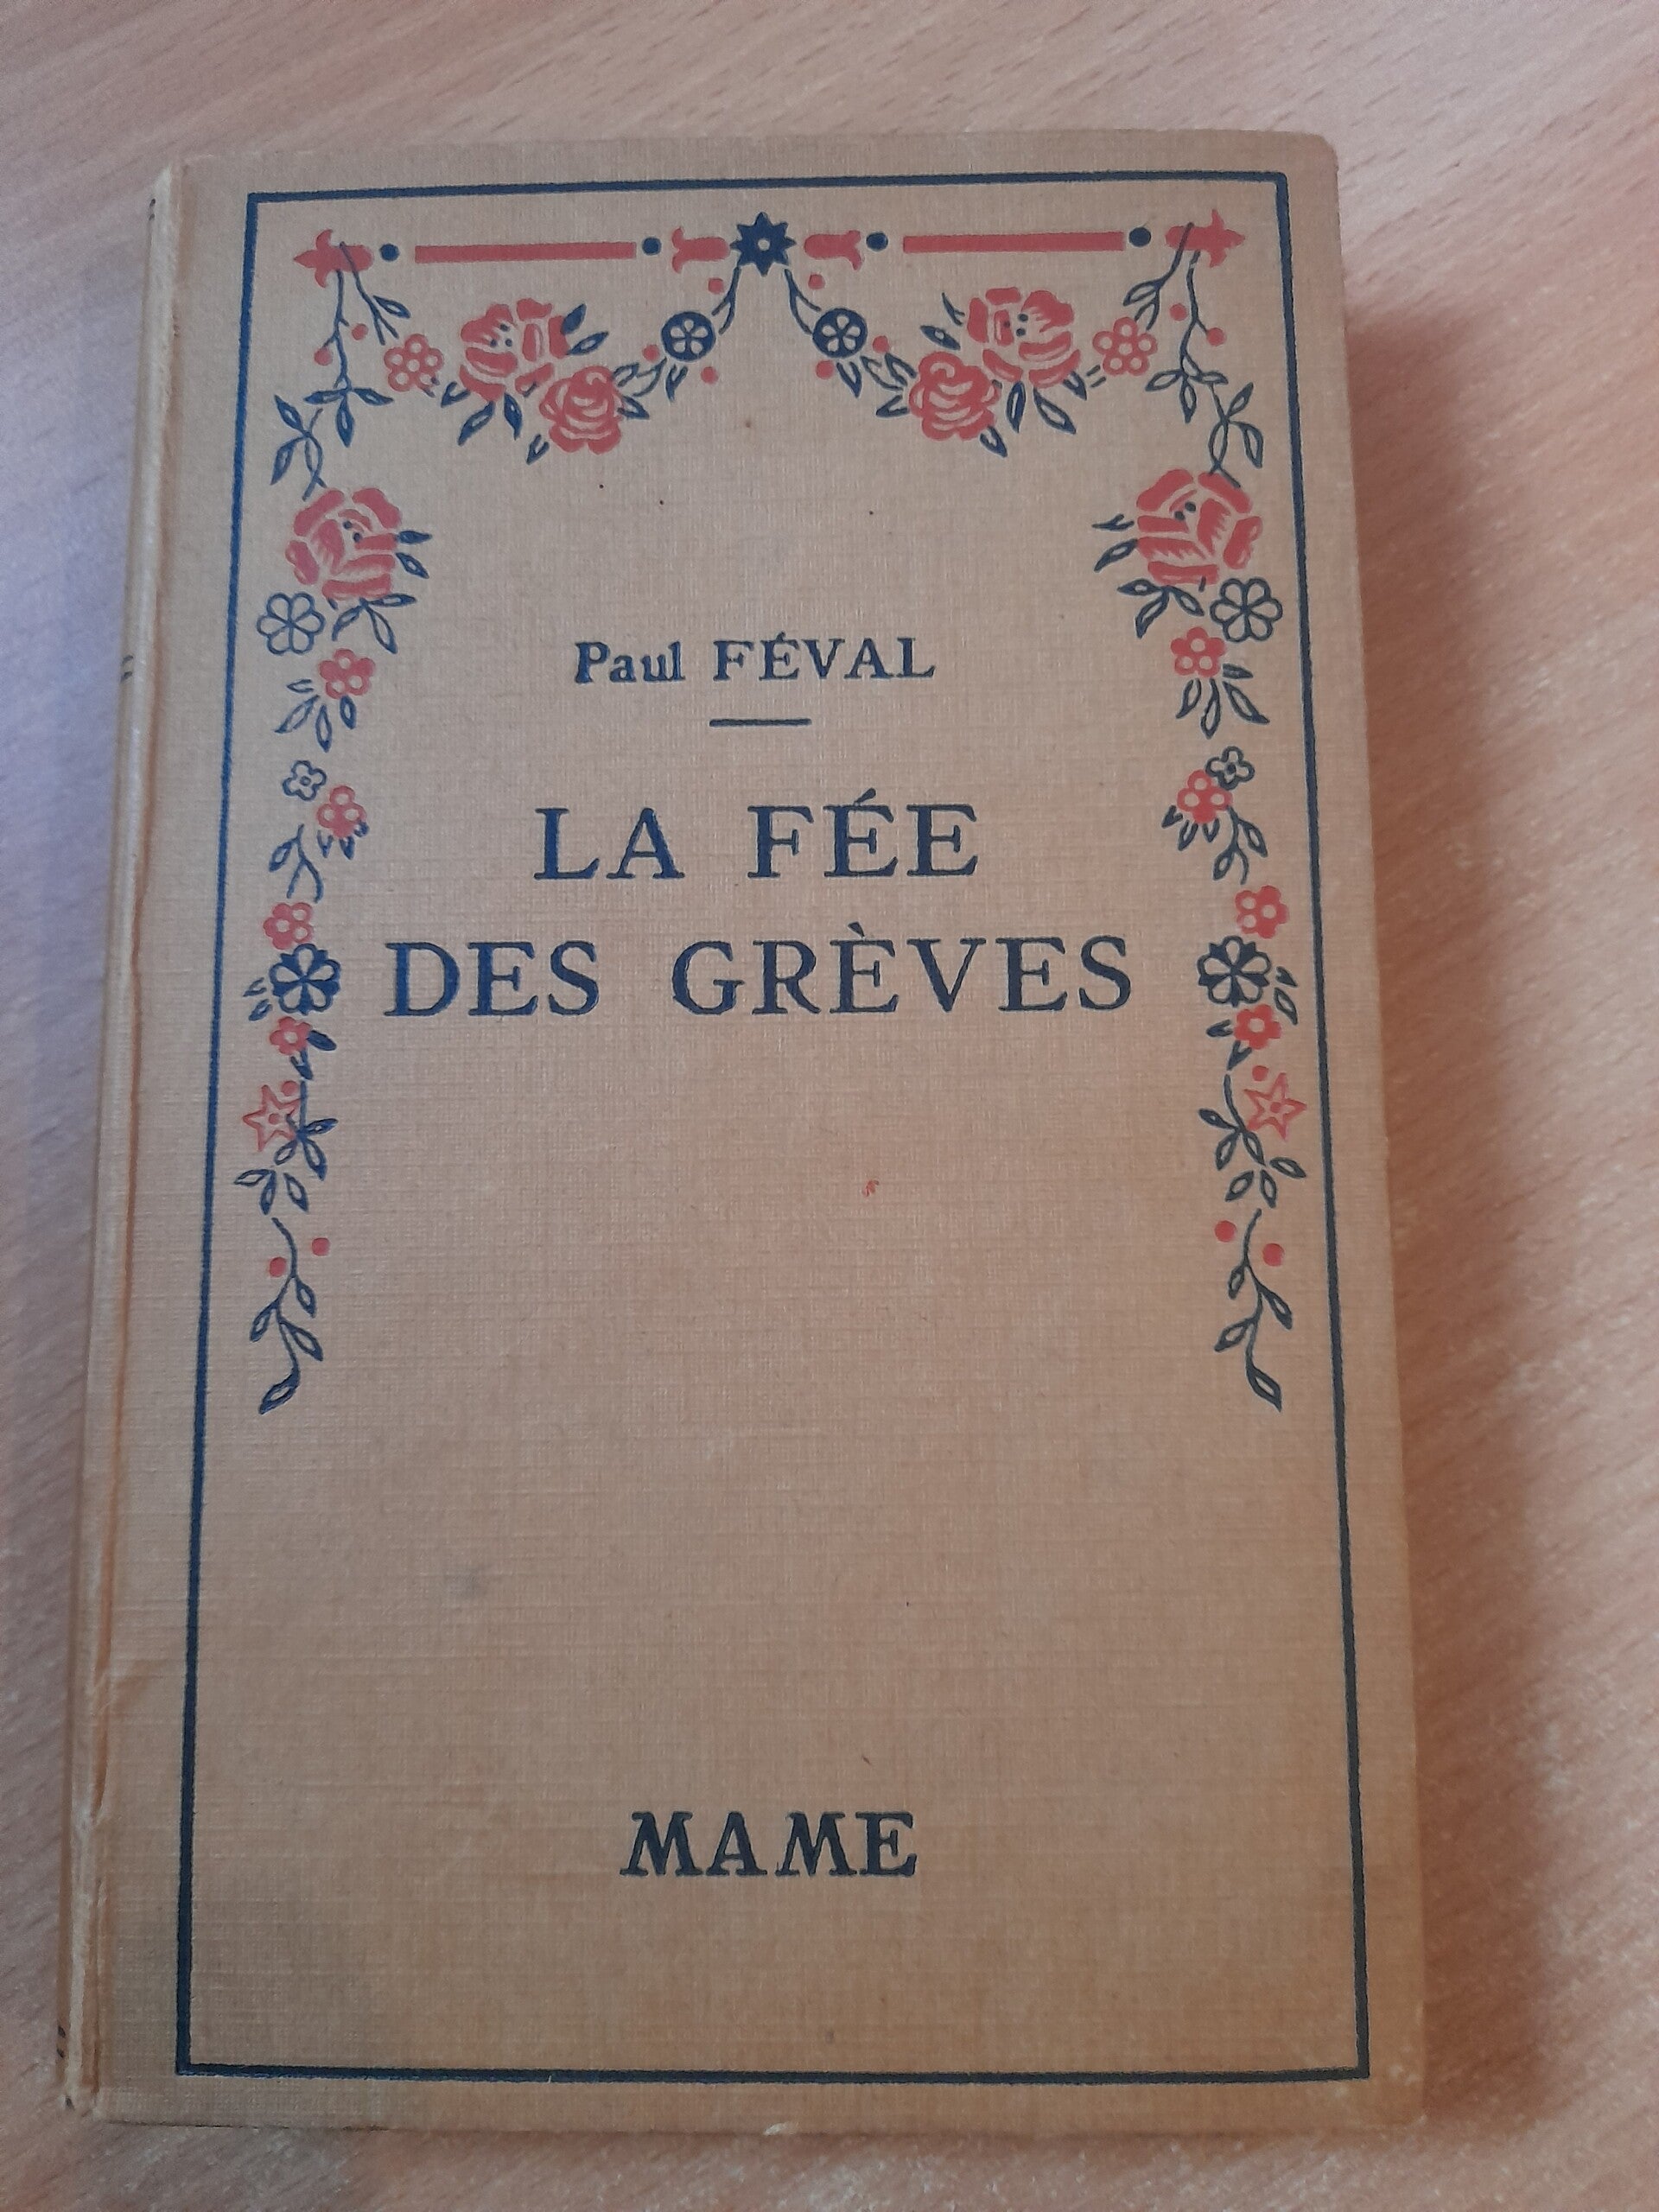 Paul FÉVAL
LA FÉE
DES GRÈVES
MAME